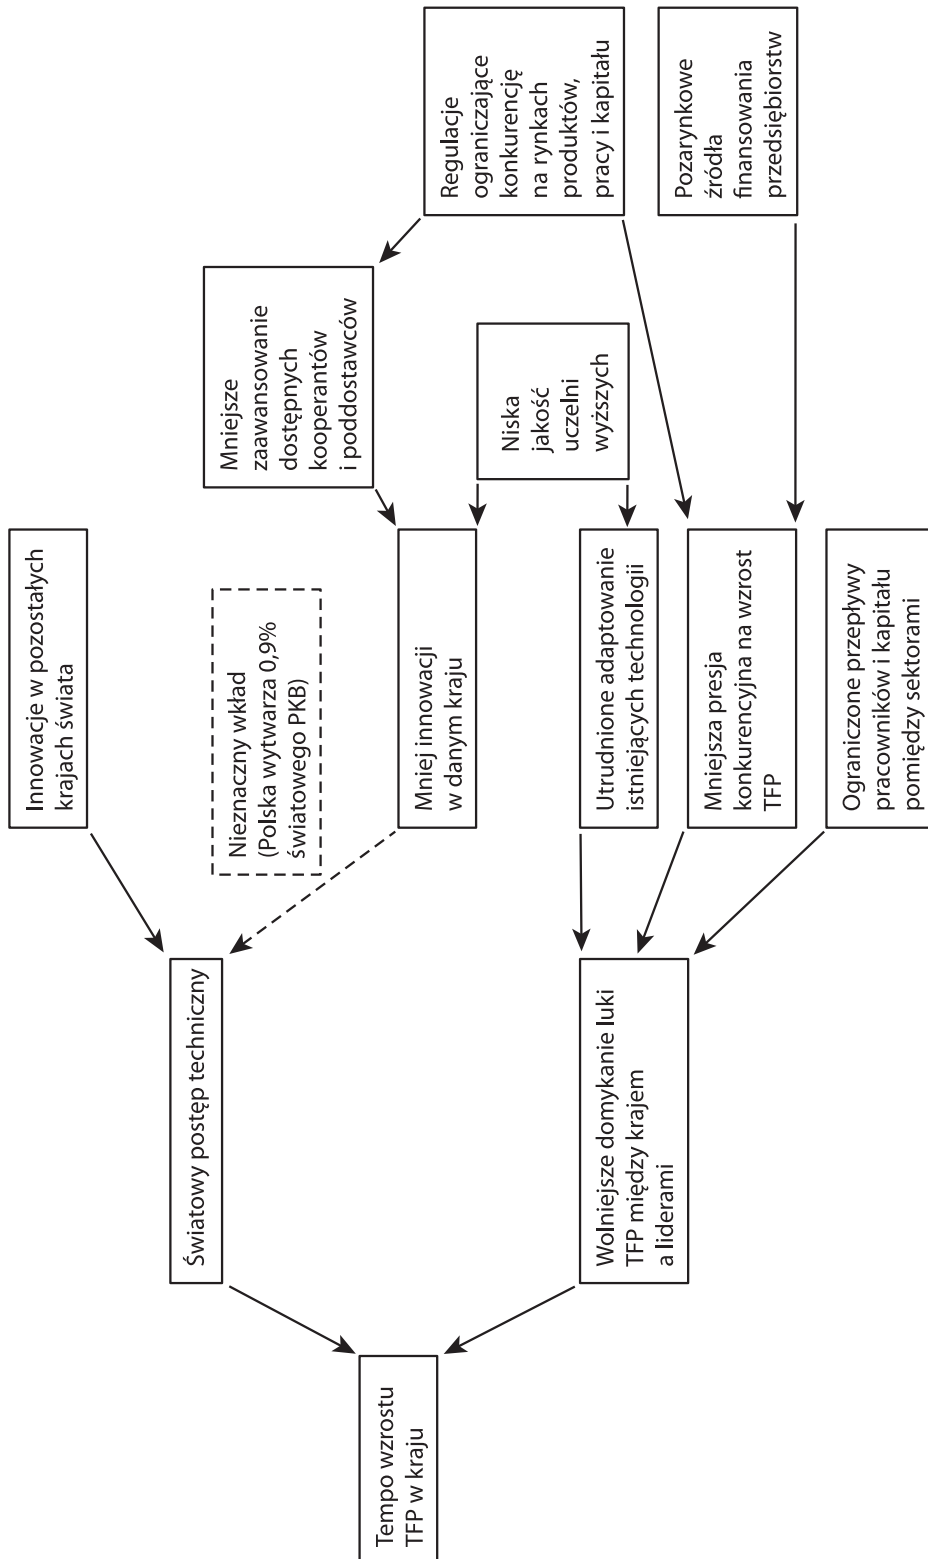 Tempo wzrostu
TFP w kraju
Światowy postęp techniczny
Wolniejsze domykanie luki
TFP między krajem
a liderami
Innowacje w pozostałych
krajach świata
Nieznaczny wkład
(Polska wytwarza 0,9%
światowego PKB)
Mniej innowacji
w danym kraju
Utrudnione adaptowanie
istniejących technologii
Mniejsza presja
konkurencyjna na wzrost
TFP
Ograniczone przepływy
pracowników i kapitału
pomiędzy sektorami
Mniejsze
zaawansowanie
dostępnych
kooperantów
i poddostawców
Niska
jakość
uczelni
wyższych
Regulacje
ograniczające
konkurencję
na rynkach
produktów,
pracy i kapitału
Pozarynkowe
źródła
finansowania
przedsiębiorstw